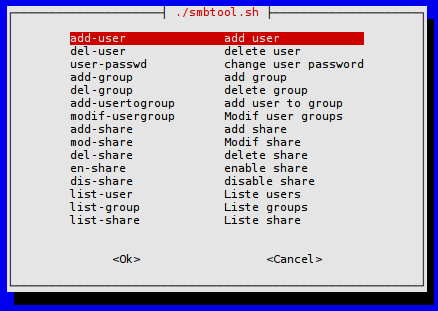 ./smbtool.sh
add-user add user
del-user delete user
user-passwd change user password
add-group add group
del-group delete group
add-usertogroup add user to group
modif-usergroup Modif user groups
add-share add share
mod-share Modif share
del-share delete share
en-share enable share
dis-share disable share
list-user Liste users
list-group Liste groups
list-share Liste share
<Ok> <Cancel>